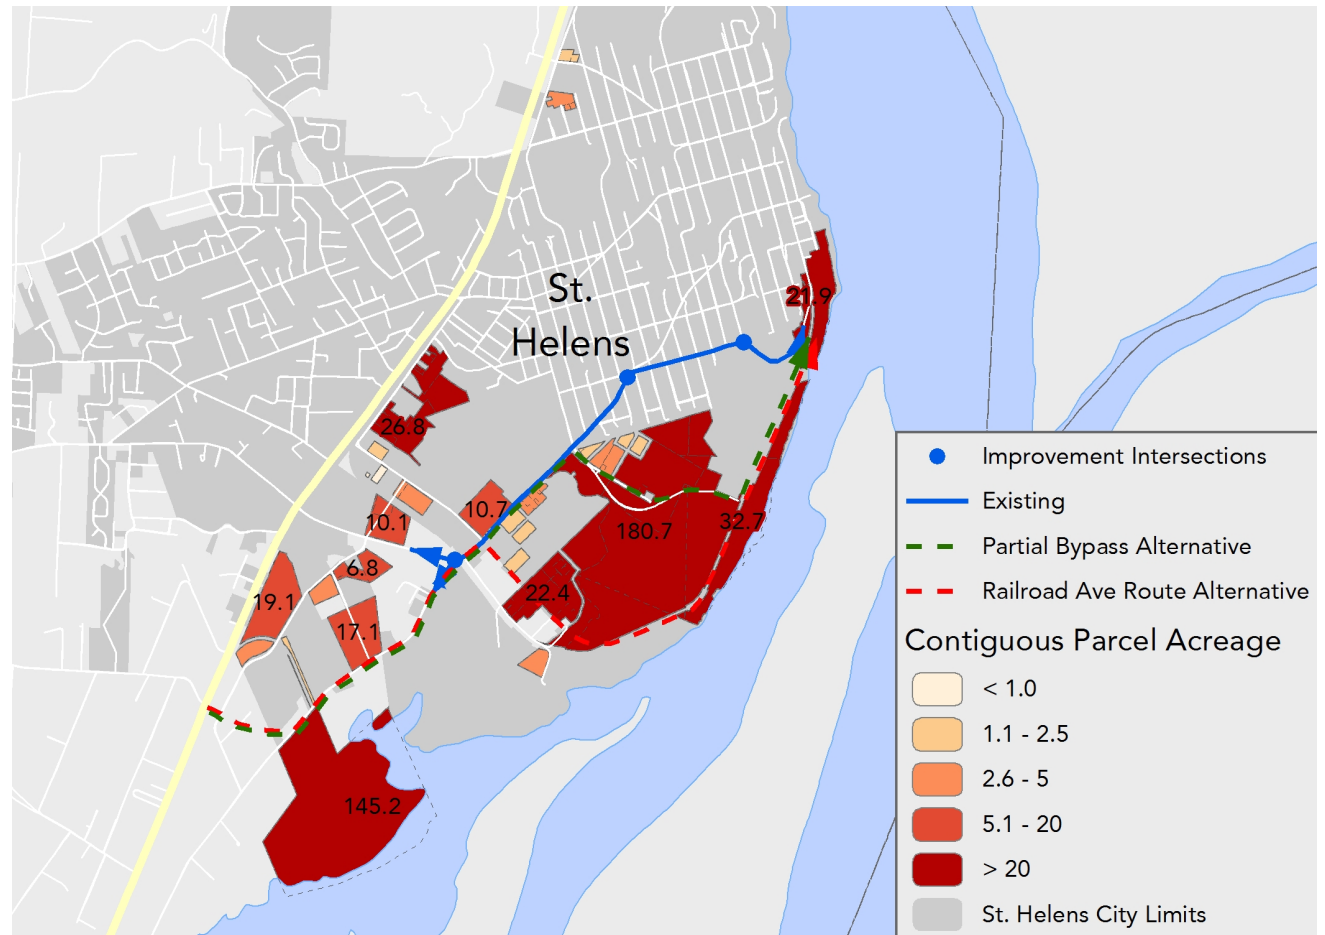 21.9
St.
Helens
26.8
10.7
10.1
180.7
32.7
6.8
22.4
19.1
17.1
145.2
Improvement Intersections
Existing
Partial Bypass Alternative
Railroad Ave Route Alternative
Contiguous Parcel Acreage
< 1.0
1.1 - 2.5
2.6 - 5
5.1 - 20
> 20
St. Helens City Limits